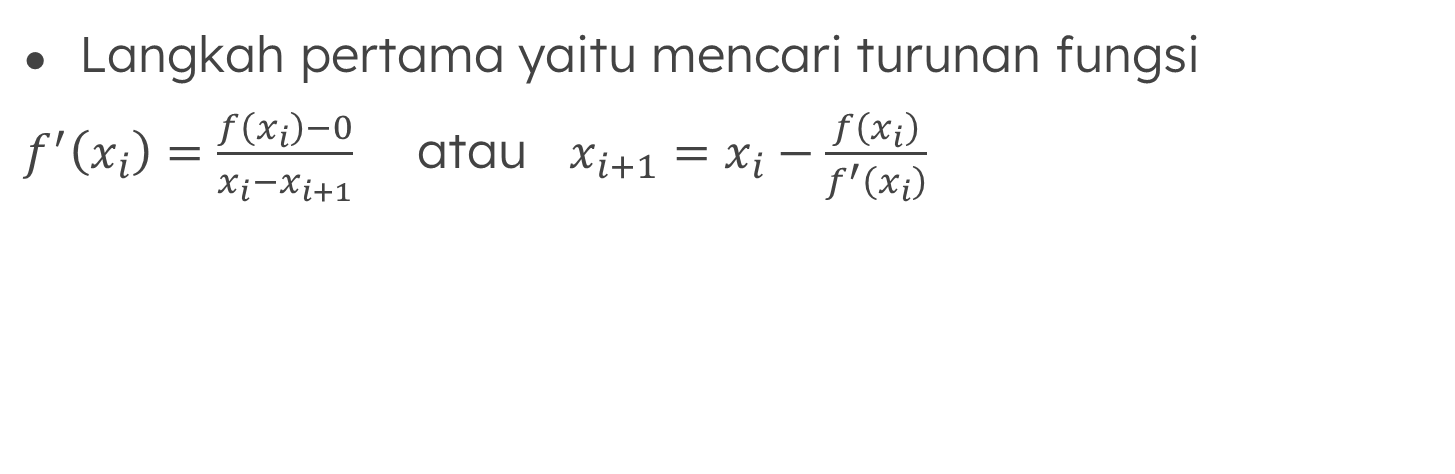 • Langkah pertama yaitu mencari turunan fungsi
f′(xᵢ) = (f(xᵢ)−0)/(xᵢ−xᵢ₊₁) atau xᵢ₊₁ = xᵢ − f(xᵢ)/f′(xᵢ)